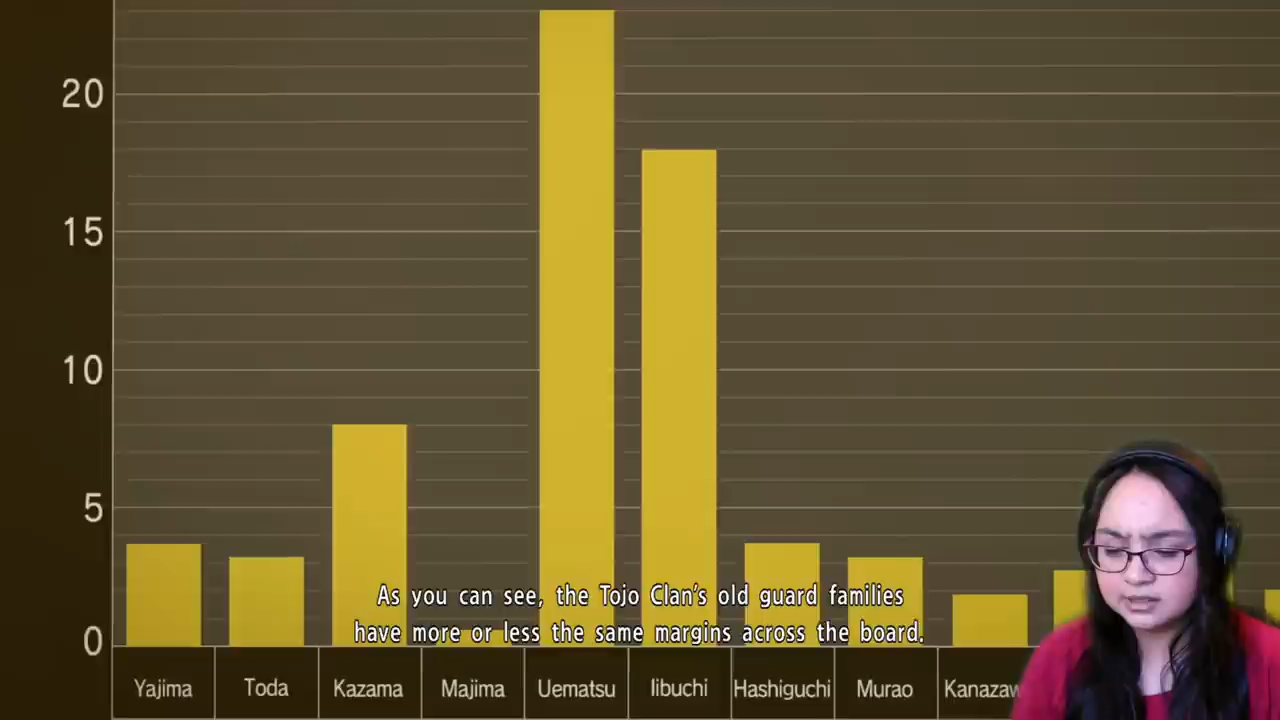 20
15
10
5
0
As you can see, the Tojo Clan's old guard families
have more or less the same margins across the board.
Yajima Toda Kazama Majima Uematsu Iibuchi Hashiguchi Murao